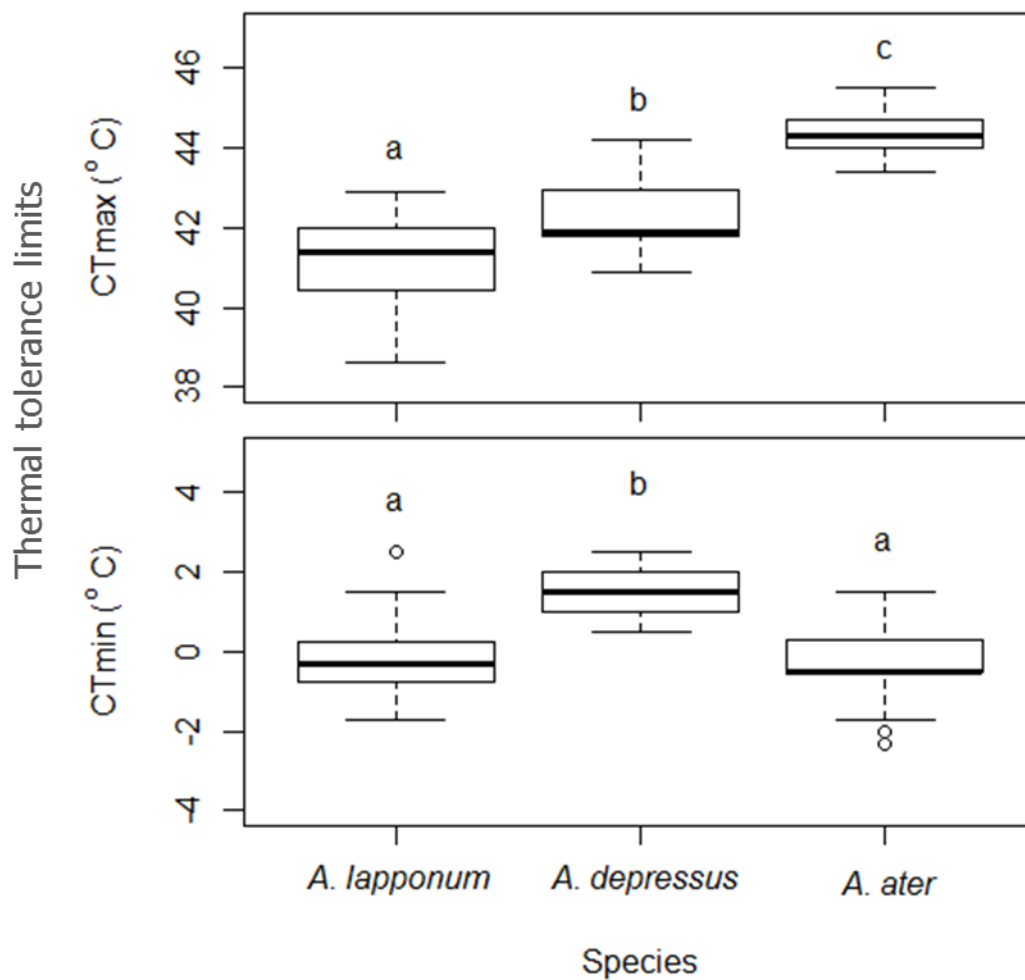 Thermal tolerance limits
CTmax (° C)
46
44
42
40
38
a
b
c
CTmin (° C)
4
2
0
-2
-4
a
b
a
A. lapponum
A. depressus
A. ater
Species